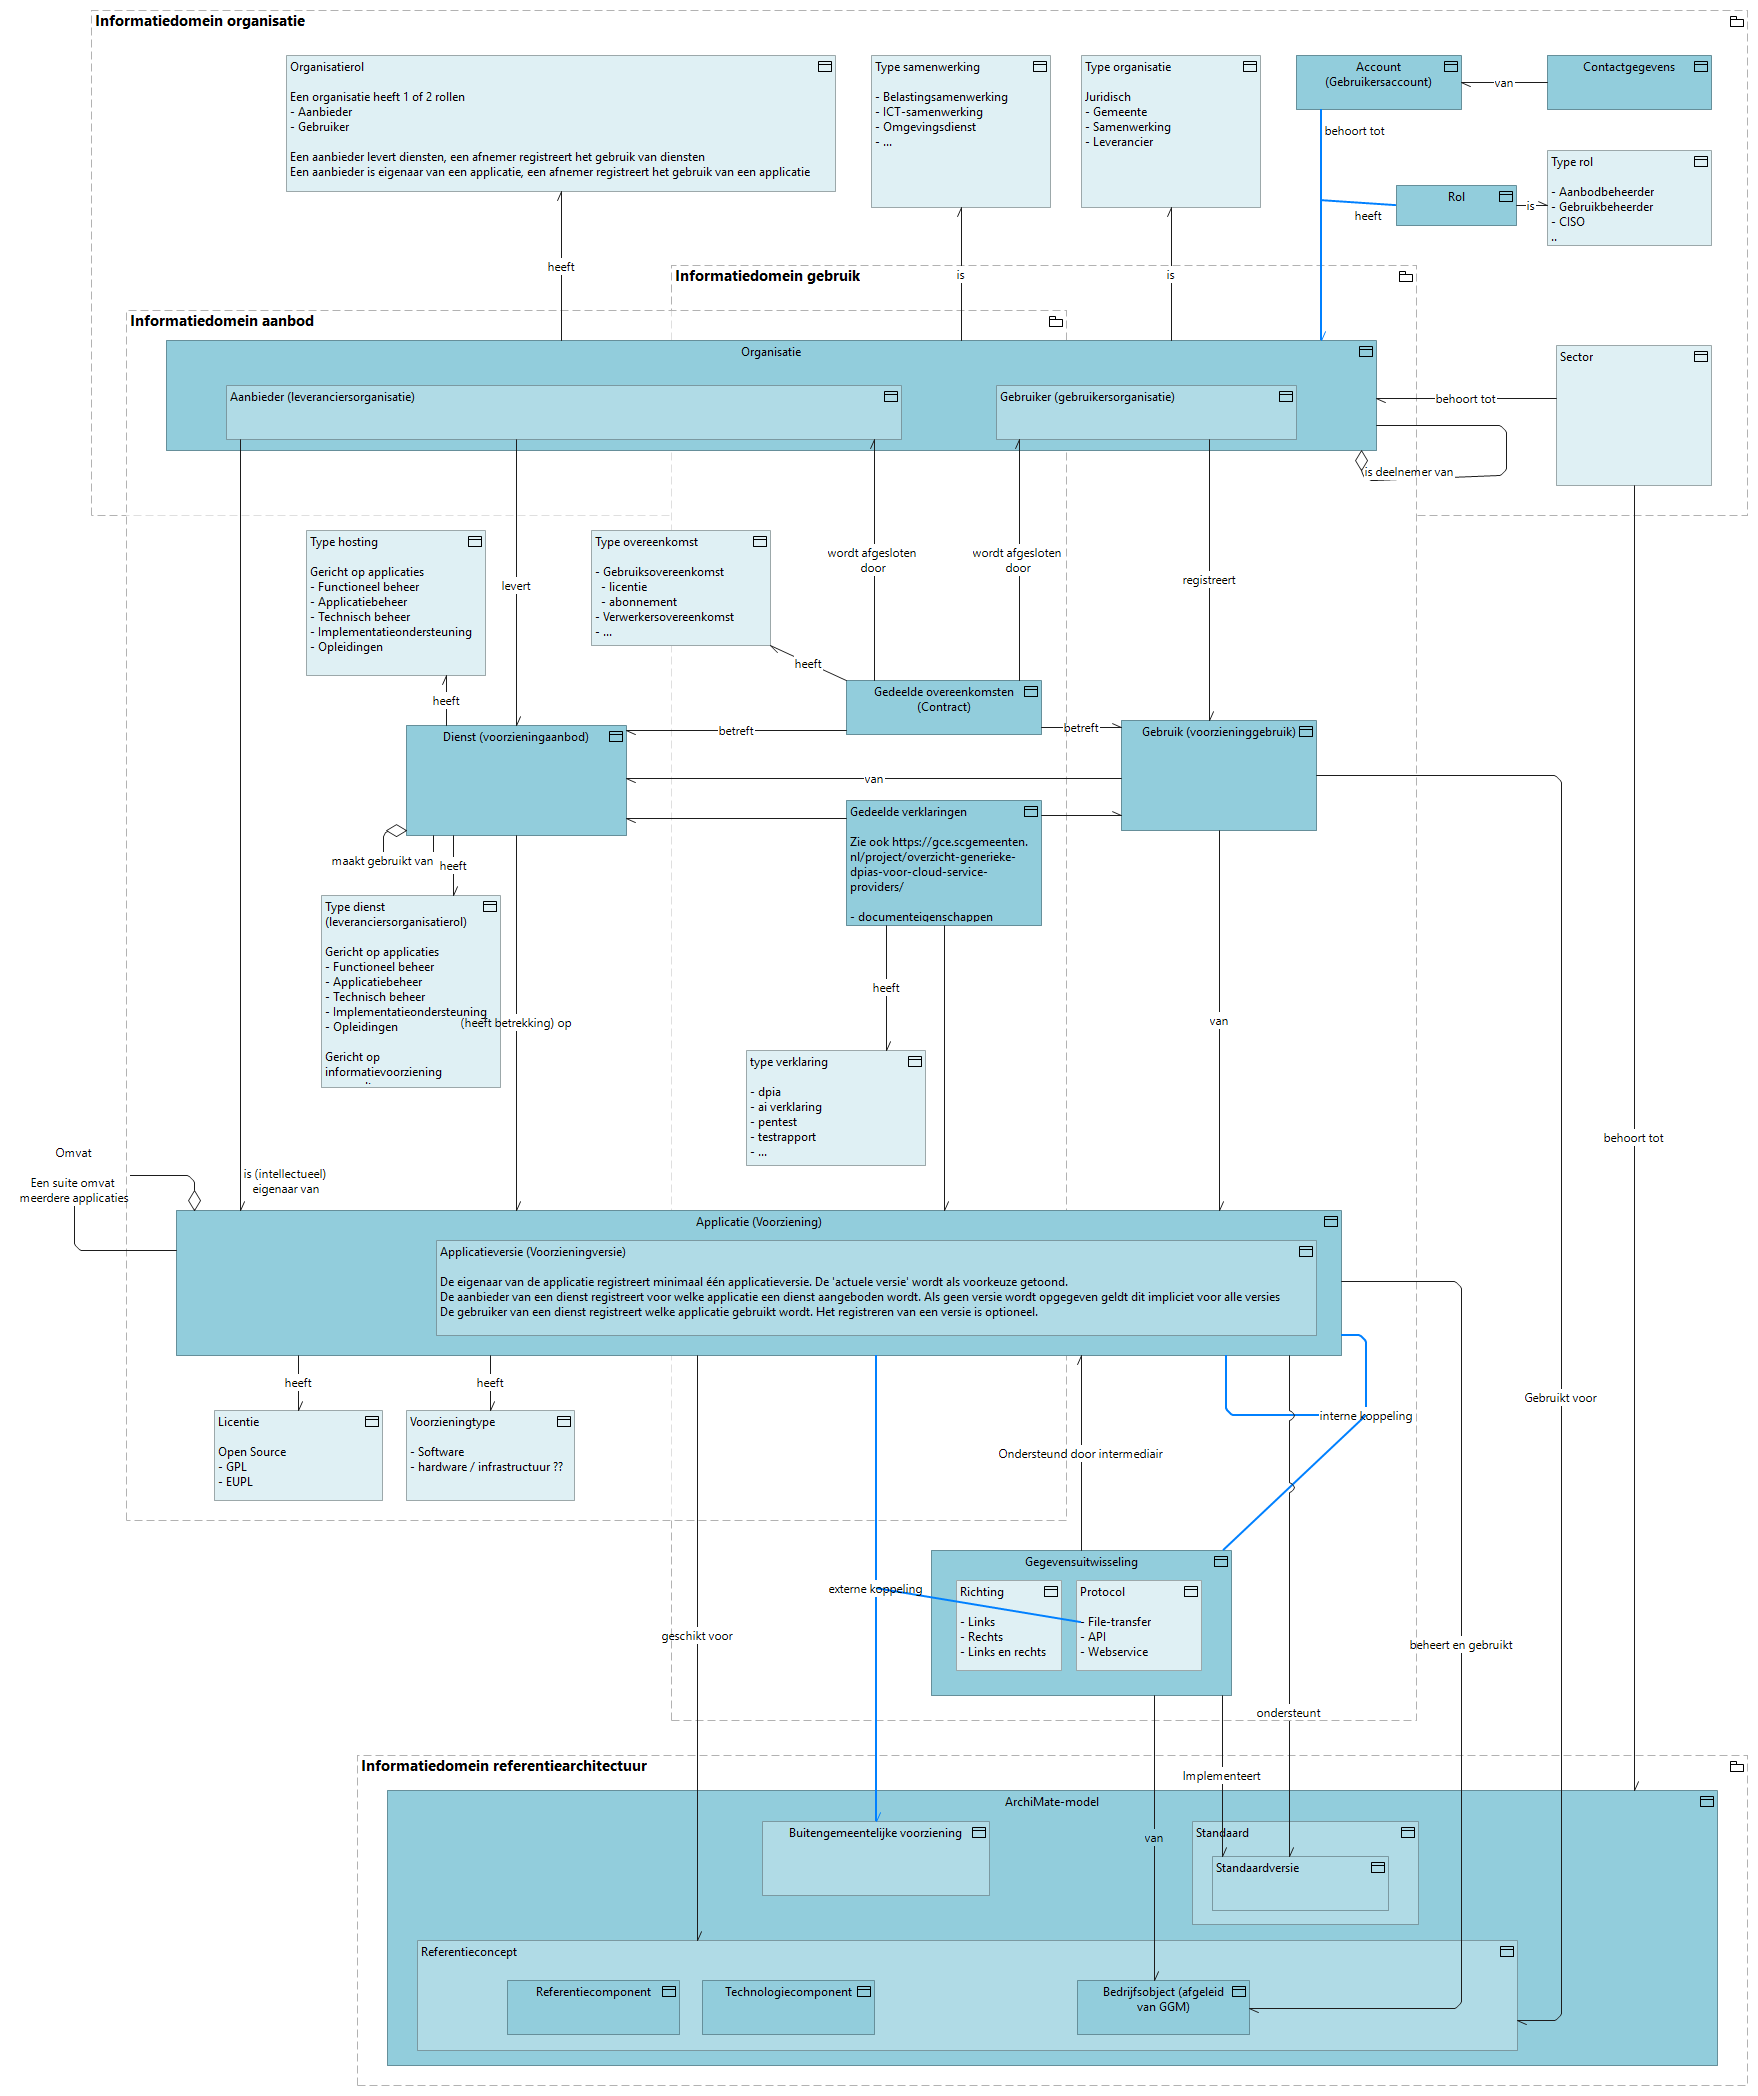 Informatiedomein organisatie
Organisatierol
Een organisatie heeft 1 of 2 rollen
- Aanbieder
- Gebruiker
Een aanbieder levert diensten, een afnemer registreert het gebruik van diensten
Een aanbieder is eigenaar van een applicatie, een afnemer registreert het gebruik van een applicatie
Type samenwerking
- Belastingsamenwerking
- ICT-samenwerking
- Omgevingsdienst
- ...
Type organisatie
Juridisch
- Gemeente
- Samenwerking
- Leverancier
Account
(Gebruikersaccount)
van
Contactgegevens
behoort tot
Type rol
- Aanbodbeheerder
- Gebruikbeheerder
- CISO
..
Rol
is
heeft
heeft
is
is
Informatiedomein gebruik
Informatiedomein aanbod
Organisatie
Aanbieder (leveranciersorganisatie)
Gebruiker (gebruikersorganisatie)
Sector
behoort tot
is deelnemer van
Type hosting
Gericht op applicaties
- Functioneel beheer
- Applicatiebeheer
- Technisch beheer
- Implementatieondersteuning
- Opleidingen
levert
Type overeenkomst
- Gebruiksovereenkomst
- licentie
- abonnement
- Verwerkersovereenkomst
- ...
wordt afgesloten
door
wordt afgesloten
door
registreert
heeft
heeft
Gedeelde overeenkomsten
(Contract)
betreft
betreft
Dienst (voorzieningaanbod)
Gebruik (voorzieninggebruik)
van
Gedeelde verklaringen
Zie ook https://gce.scgemeenten.
nl/project/overzicht-generieke-
dpias-voor-cloud-service-
providers/
- documenteigenschappen
maakt gebruikt van
heeft
Type dienst
(leveranciersorganisatierol)
Gericht op applicaties
- Functioneel beheer
- Applicatiebeheer
- Technisch beheer
- Implementatieondersteuning
- Opleidingen
Gericht op
informatievoorziening
(heeft betrekking) op
heeft
van
type verklaring
- dpia
- ai verklaring
- pentest
- testrapport
- ...
behoort tot
Omvat
Een suite omvat
meerdere applicaties
is (intellectueel)
eigenaar van
Applicatie (Voorziening)
Applicatieversie (Voorzieningversie)
De eigenaar van de applicatie registreert minimaal één applicatieversie. De 'actuele versie' wordt als voorkeuze getoond.
De aanbieder van een dienst registreert voor welke applicatie een dienst aangeboden wordt. Als geen versie wordt opgegeven geldt dit impliciet voor alle versies
De gebruiker van een dienst registreert welke applicatie gebruikt wordt. Het registreren van een versie is optioneel.
heeft
heeft
Gebruikt voor
interne koppeling
Licentie
Open Source
- GPL
- EUPL
Voorzieningtype
- Software
- hardware / infrastructuur ??
Ondersteund door intermediair
Gegevensuitwisseling
externe koppeling
Richting
- Links
- Rechts
- Links en rechts
Protocol
- File-transfer
- API
- Webservice
geschikt voor
beheert en gebruikt
ondersteunt
Informatiedomein referentiearchitectuur
Implementeert
ArchiMate-model
Buitengemeentelijke voorziening
van
Standaard
Standaardversie
Referentieconcept
Referentiecomponent
Technologiecomponent
Bedrijfsobject (afgeleid
van GGM)